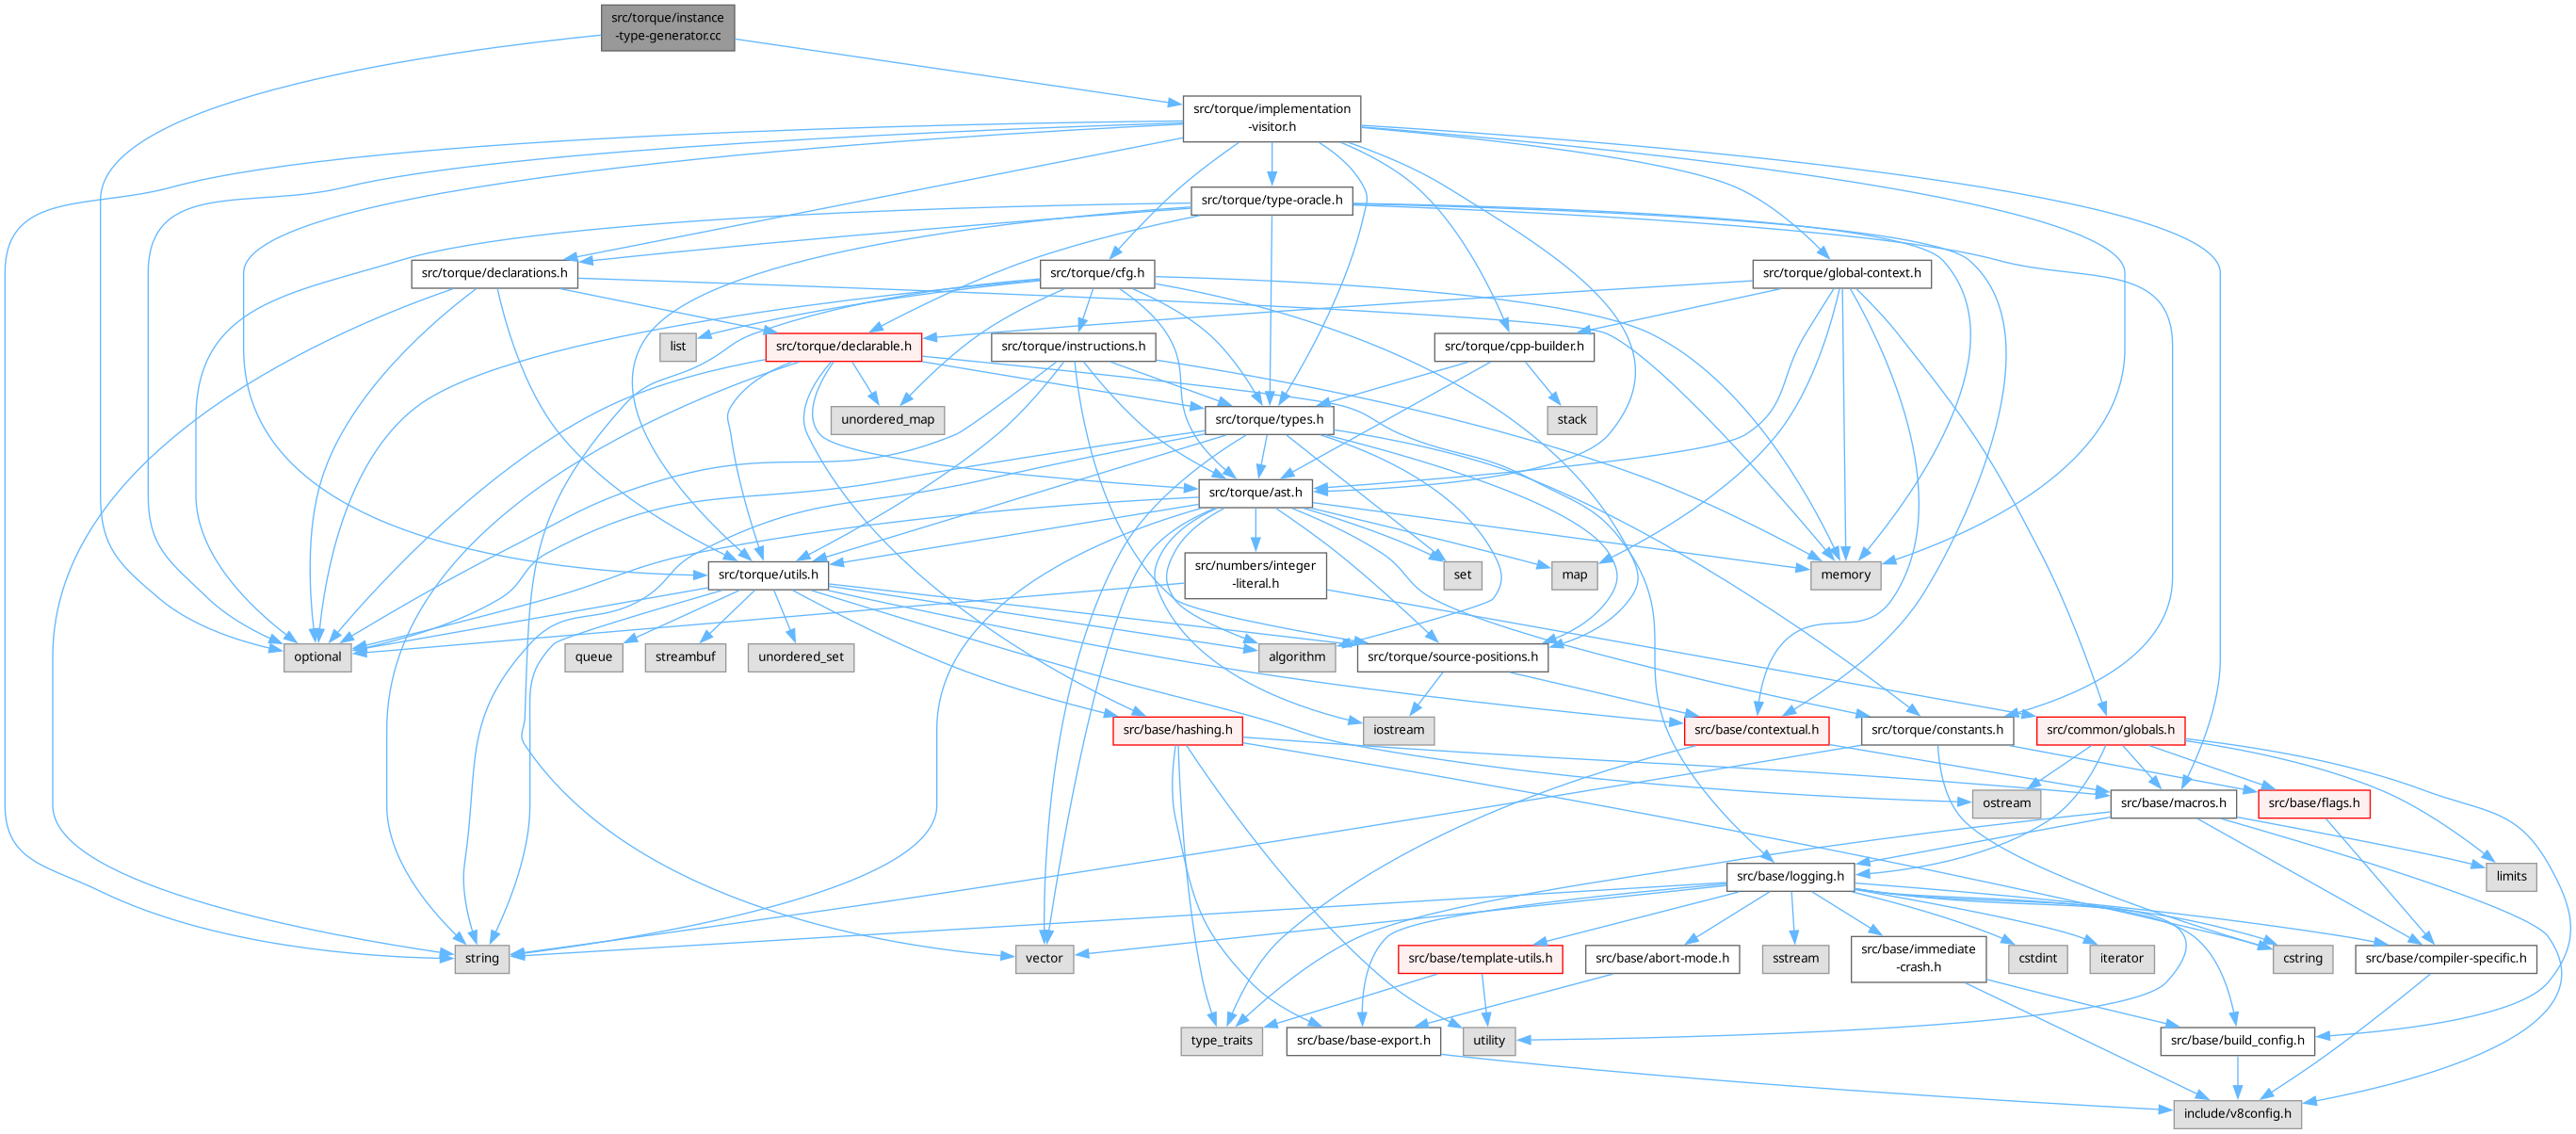 src/torque/instance
-type-generator.cc
src/torque/implementation
-visitor.h
src/torque/type-oracle.h
src/torque/declarations.h
src/torque/cfg.h
src/torque/global-context.h
list
src/torque/declarable.h
src/torque/instructions.h
src/torque/cpp-builder.h
unordered_map
src/torque/types.h
stack
src/torque/ast.h
src/torque/utils.h
src/numbers/integer
-literal.h
set
map
memory
optional
queue
streambuf
unordered_set
algorithm
src/torque/source-positions.h
src/base/hashing.h
iostream
src/base/contextual.h
src/torque/constants.h
src/common/globals.h
ostream
src/base/macros.h
src/base/flags.h
src/base/logging.h
limits
string
vector
src/base/template-utils.h
src/base/abort-mode.h
sstream
src/base/immediate
-crash.h
cstdint
iterator
cstring
src/base/compiler-specific.h
type_traits
src/base/base-export.h
utility
src/base/build_config.h
include/v8config.h